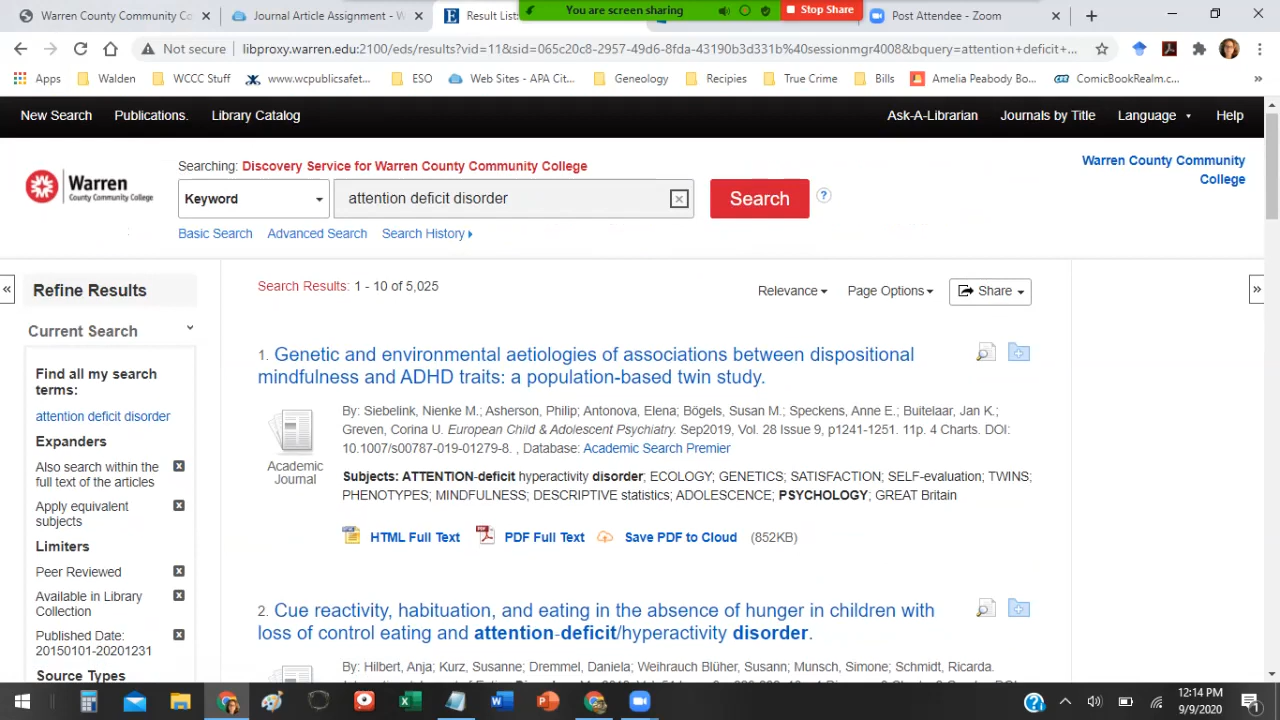 Warren County Community Co
Journal Article Assignment - W
Result List:
You are screen sharing
Stop Share
Post Attendee - Zoom
Not secure
libproxy.warren.edu:2100/eds/results?vid=11&sid=065c20c8-2957-49d6-8fda-43190b3d331b%40sessionmgr4008&bquery=attention+deficit+...
Apps
Walden
WCCC Stuff
www.wcpublicsafet...
ESO
Web Sites - APA Cit...
Geneology
Recipies
True Crime
Bills
Amelia Peabody Bo...
ComicBookRealm.c...
New Search
Publications.
Library Catalog
Ask-A-Librarian
Journals by Title
Language
Help
Warren
County Community College
Searching: Discovery Service for Warren County Community College
Keyword
attention deficit disorder
Search
?
Basic Search
Advanced Search
Search History
Warren County Community
College
Refine Results
Current Search
Find all my search
terms:
attention deficit disorder
Expanders
Also search within the
full text of the articles
Apply equivalent
subjects
Limiters
Peer Reviewed
Available in Library
Collection
Published Date:
20150101-20201231
Source Types
Search Results: 1 - 10 of 5,025
Relevance
Page Options
Share
1. Genetic and environmental aetiologies of associations between dispositional
mindfulness and ADHD traits: a population-based twin study.
Academic
Journal
By: Siebelink, Nienke M.; Asherson, Philip; Antonova, Elena; Bögels, Susan M.; Speckens, Anne E.; Buitelaar, Jan K.;
Greven, Corina U. European Child & Adolescent Psychiatry. Sep2019, Vol. 28 Issue 9, p1241-1251. 11p. 4 Charts. DOI:
10.1007/s00787-019-01279-8. , Database: Academic Search Premier
Subjects: ATTENTION-deficit hyperactivity disorder; ECOLOGY; GENETICS; SATISFACTION; SELF-evaluation; TWINS;
PHENOTYPES; MINDFULNESS; DESCRIPTIVE statistics; ADOLESCENCE; PSYCHOLOGY; GREAT Britain
HTML Full Text
PDF Full Text
Save PDF to Cloud
(852KB)
2. Cue reactivity, habituation, and eating in the absence of hunger in children with
loss of control eating and attention-deficit/hyperactivity disorder.
By: Hilbert, Anja; Kurz, Susanne; Dremmel, Daniela; Weihrauch Blüher, Susann; Munsch, Simone; Schmidt, Ricarda.
12:14 PM
9/9/2020